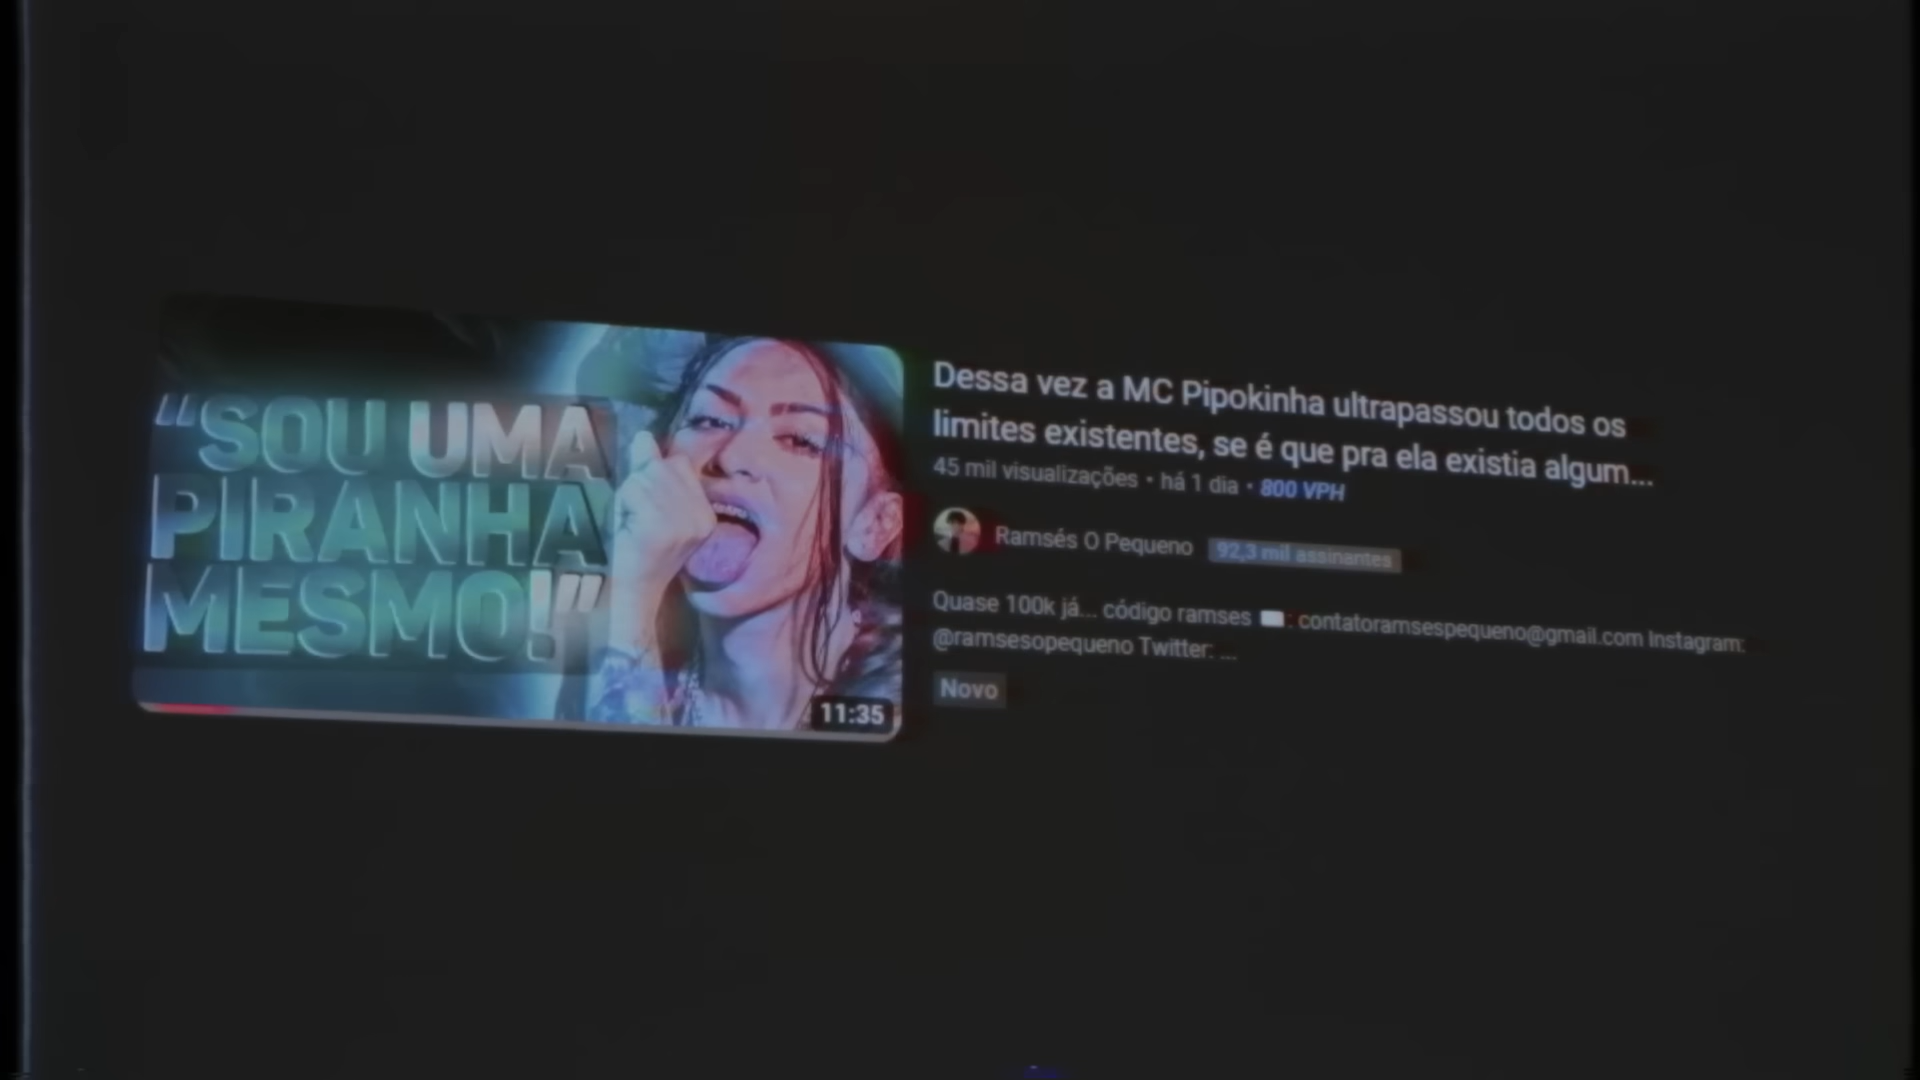 "SOU UMA
PIRANHA
MESMO!"
11:35
Dessa vez a MC Pipokinha ultrapassou todos os
limites existentes, se é que pra ela existia algum...
45 mil visualizações • há 1 dia • 800 VPH
Ramsés O Pequeno 92,3 mil assinantes
Quase 100k já... código ramses : contatoramsespequeno@gmail.com Instagram:
@ramsesopequeno Twitter: ...
Novo